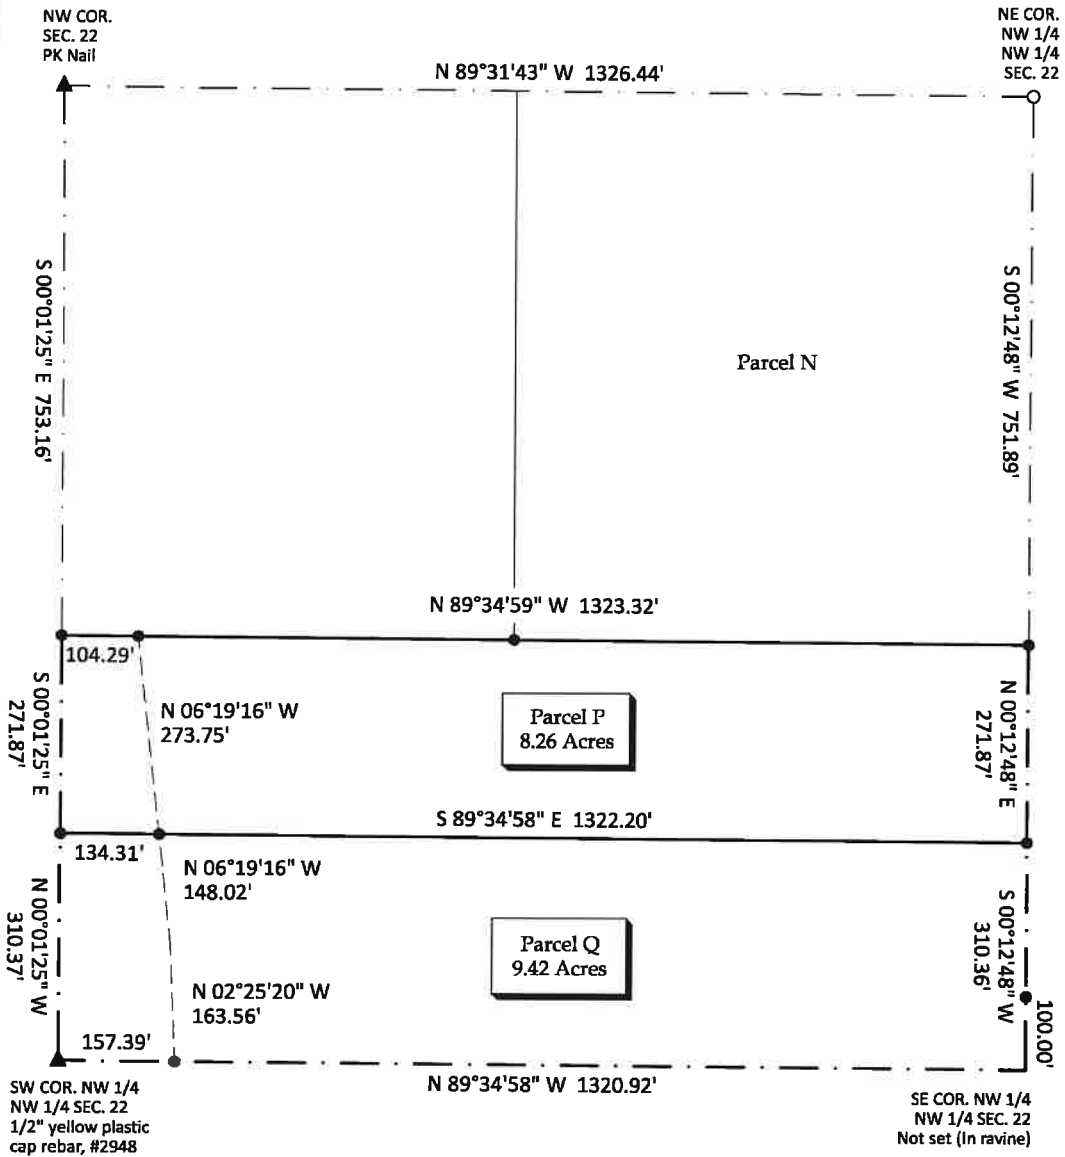 NW COR.
SEC. 22
PK Nail
NE COR.
NW 1/4
NW 1/4
SEC. 22
N 89°31'43" W 1326.44'
S 00°01'25" E 753.16'
S 00°12'48" W 751.89'
Parcel N
N 89°34'59" W 1323.32'
104.29'
S 00°01'25" E
271.87'
N 06°19'16" W
273.75'
Parcel P
8.26 Acres
N 00°12'48" E
271.87'
S 89°34'58" E 1322.20'
134.31'
N 06°19'16" W
148.02'
N 00°01'25" W
310.37'
Parcel Q
9.42 Acres
S 00°12'48" W
310.36'
N 02°25'20" W
163.56'
100.00'
157.39'
N 89°34'58" W 1320.92'
SW COR. NW 1/4
NW 1/4 SEC. 22
1/2" yellow plastic
cap rebar, #2948
SE COR. NW 1/4
NW 1/4 SEC. 22
Not set (In ravine)